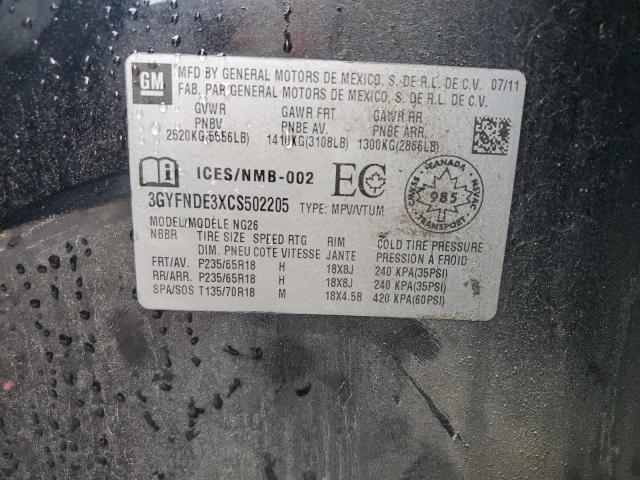 GM
MFD BY GENERAL MOTORS DE MEXICO, S. DE R.L. DE C.V. 07/11
FAB. PAR GENERAL MOTORS DE MEXICO, S. DE R.L. DE C.V.
GVWR GAWR FRT GAWR RR
PNBV PNBE AV. PNBE ARR.
2520KG(5556LB) 1410KG(3108LB) 1300KG(2866LB)
ICES/NMB-002 EC
3GYFNDE3XCS502205 TYPE: MPV/VTUM
CANADA
985
CMVSS
NSVAC
MODEL/MODÈLE NG26
NBBR TIRE SIZE SPEED RTG RIM COLD TIRE PRESSURE
DIM. PNEU COTE VITESSE JANTE PRESSION À FROID
FRT/AV. P235/65R18 H 18X8J 240 KPA(35PSI)
RR/ARR. P235/65R18 H 18X8J 240 KPA(35PSI)
SPA/SOS T135/70R18 M 18X4.5B 420 KPA(60PSI)